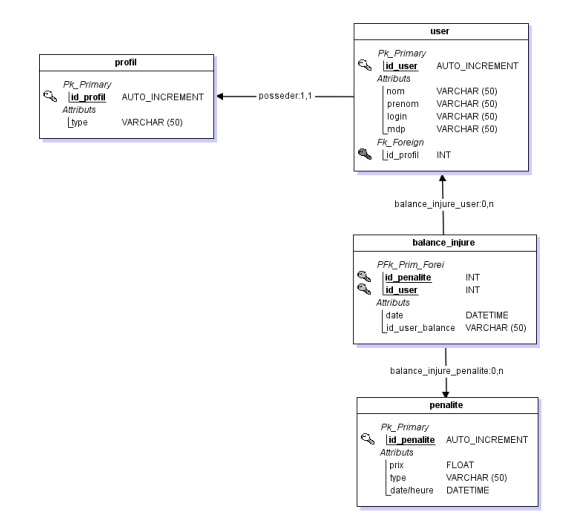 user
Pk_Primary
id_user AUTO_INCREMENT
Attributs
nom VARCHAR (50)
prenom VARCHAR (50)
login VARCHAR (50)
mdp VARCHAR (50)
Fk_Foreign
id_profil INT
profil
Pk_Primary
id_profil AUTO_INCREMENT
Attributs
type VARCHAR (50)
posseder:1,1
balance_injure_user:0,n
balance_injure
PFk_Prim_Forei
id_penalite INT
id_user INT
Attributs
date DATETIME
id_user_balance VARCHAR (50)
balance_injure_penalite:0,n
penalite
Pk_Primary
id_penalite AUTO_INCREMENT
Attributs
prix FLOAT
type VARCHAR (50)
date/heure DATETIME